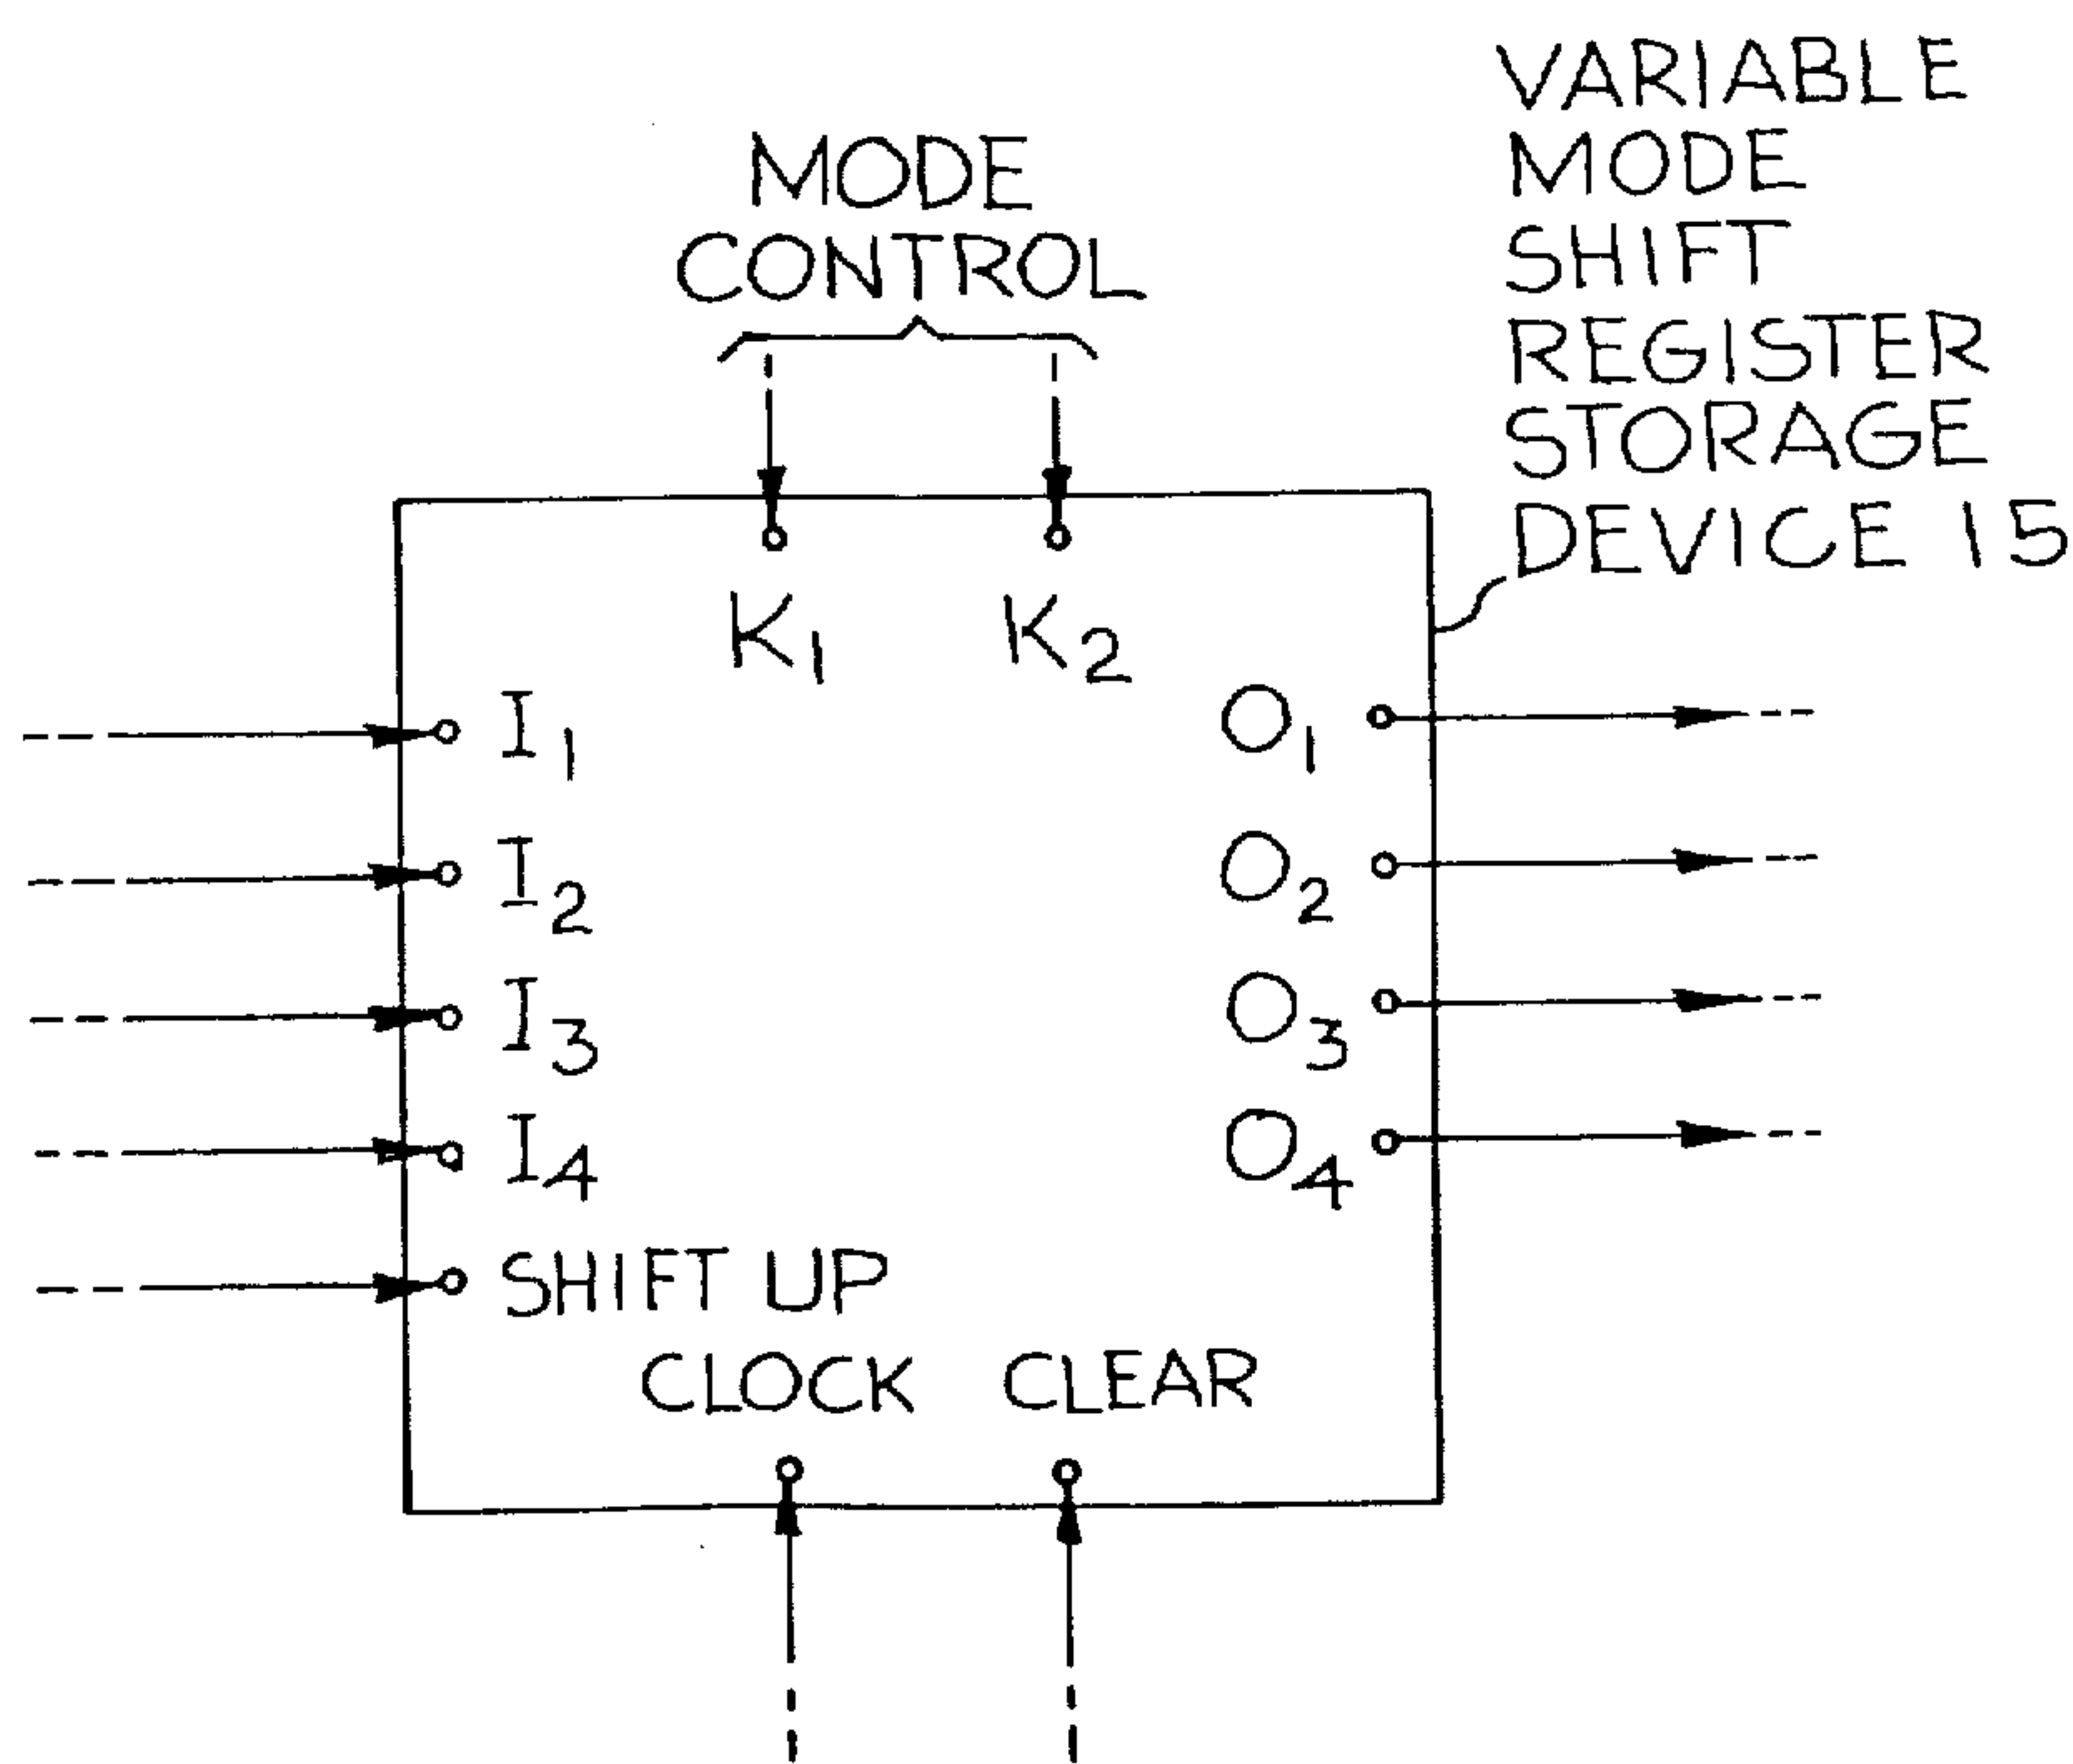 VARIABLE
MODE
SHIFT
REGISTER
STORAGE
DEVICE 15
MODE
CONTROL
K1 K2
I1 O1
I2 O2
I3 O3
I4 O4
SHIFT UP
CLOCK CLEAR